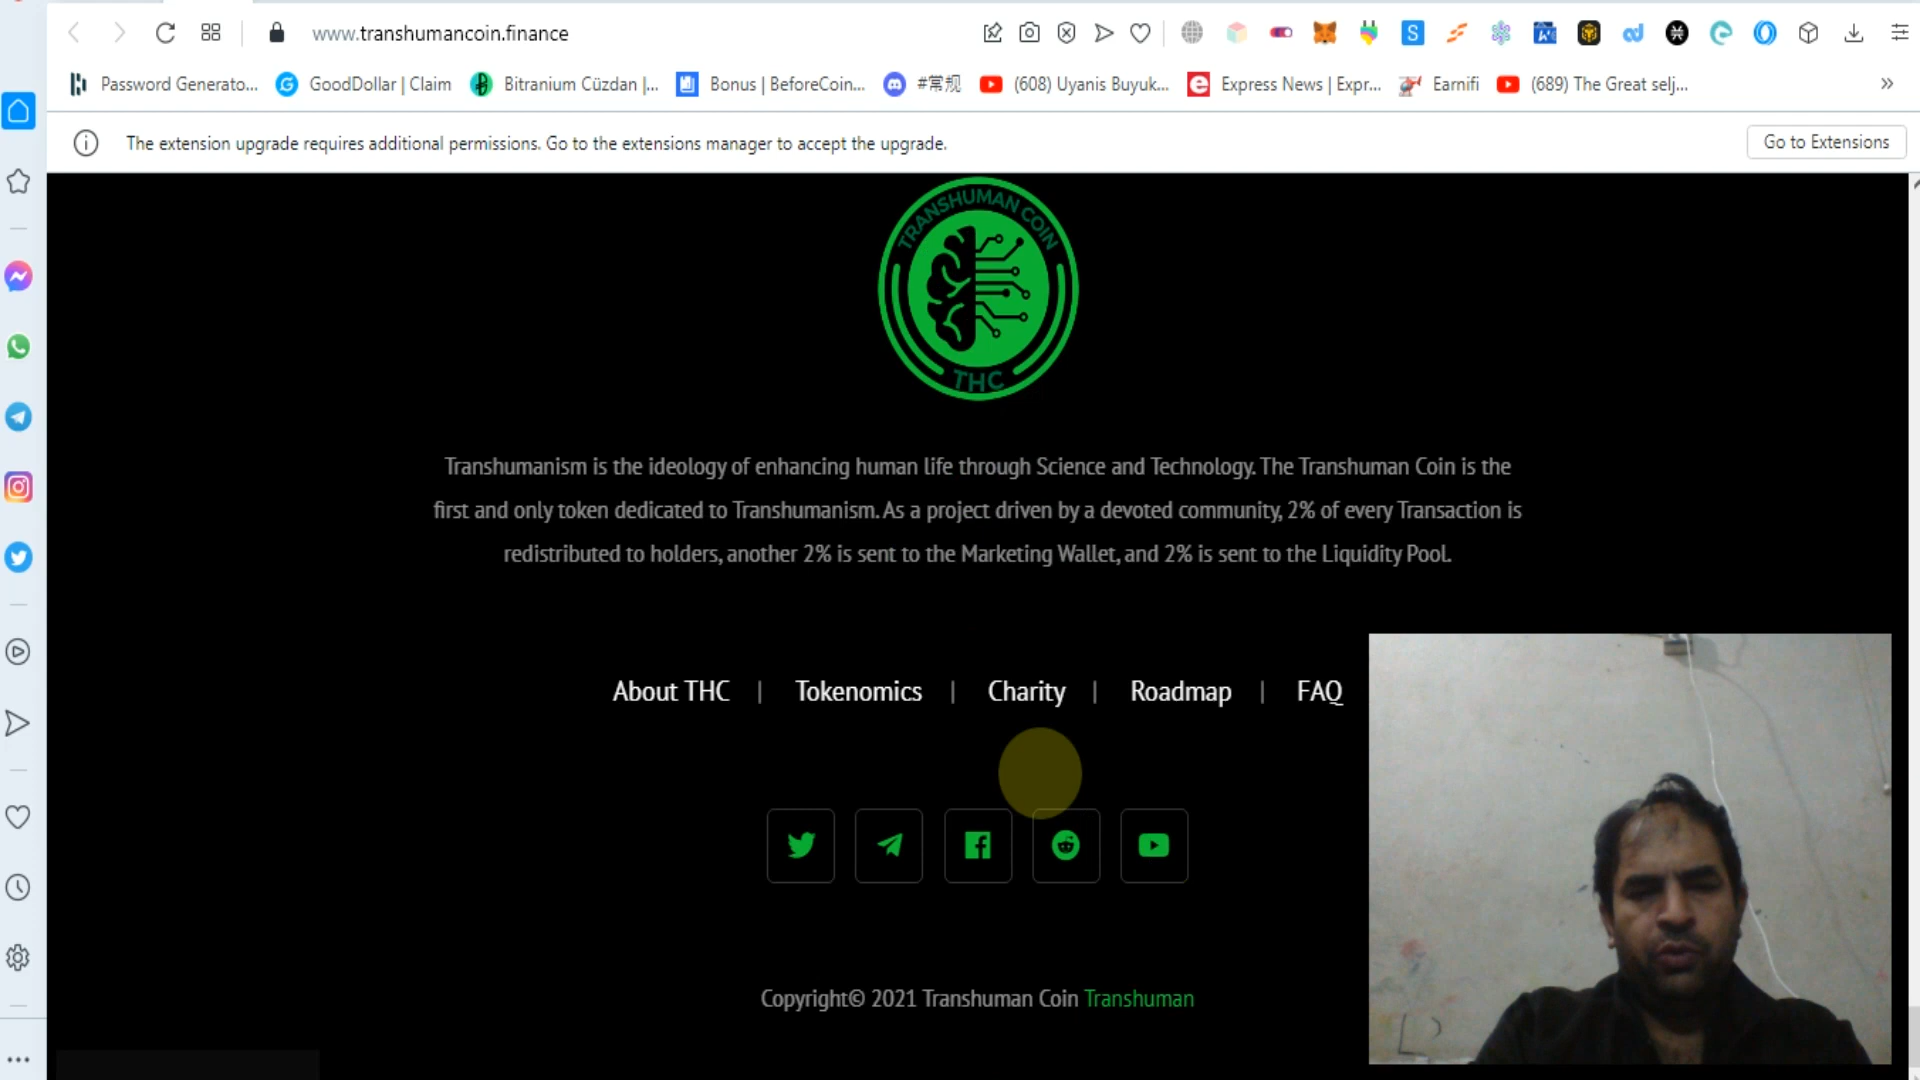 www.transhumancoin.finance
Password Generato...
GoodDollar | Claim
Bitranium Cüzdan |...
Bonus | BeforeCoin...
#常规
(608) Uyanis Buyuk...
Express News | Expr...
Earnifi
(689) The Great selj...
»
The extension upgrade requires additional permissions. Go to the extensions manager to accept the upgrade.
Go to Extensions
TRANSHUMAN COIN
THC
Transhumanism is the ideology of enhancing human life through Science and Technology. The Transhuman Coin is the
first and only token dedicated to Transhumanism. As a project driven by a devoted community, 2% of every Transaction is
redistributed to holders, another 2% is sent to the Marketing Wallet, and 2% is sent to the Liquidity Pool.
About THC | Tokenomics | Charity | Roadmap | FAQ
Copyright© 2021 Transhuman Coin Transhuman